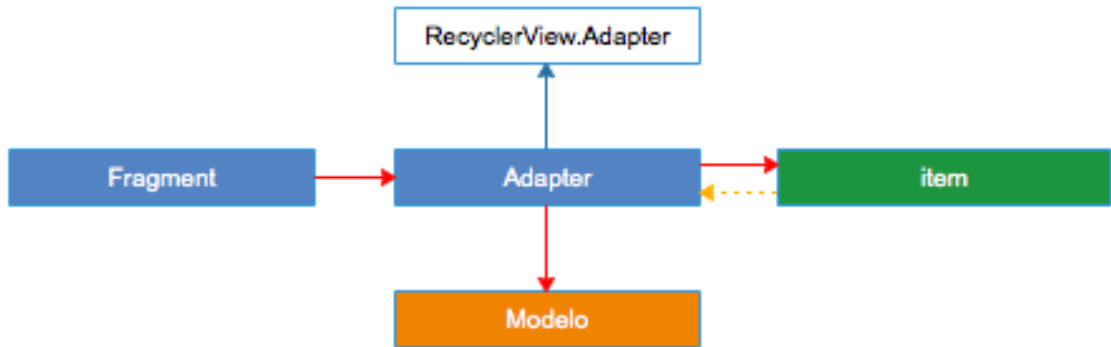 RecyclerView.Adapter
Fragment
Adapter
item
Modelo